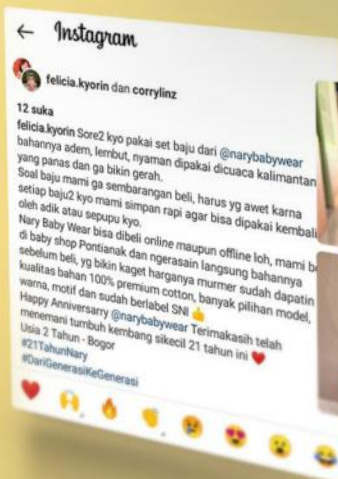 Instagram
felicia.kyorin dan corrylinz
12 suka
felicia.kyorin Sore2 kyo pakai set baju dari @narybabywear
bahannya adem, lembut, nyaman dipakai dicuaca kalimantan
yang panas dan ga bikin gerah.
Soal baju mami ga sembarangan beli, harus yg awet karna
setiap baju2 kyo mami simpan rapi agar bisa dipakai kembali
oleh adik atau sepupu kyo.
Nary Baby Wear bisa dibeli online maupun offline loh, mami
di baby shop Pontianak dan ngerasain langsung bahannya
sebelum beli, yg bikin kaget harganya murmer sudah dapatin
kualitas bahan 100% premium cotton, banyak pilihan model,
warna, motif dan sudah berlabel SNI 👍
Happy Anniversarry @narybabywear Terimakasih telah
menemani tumbuh kembang sikecil 21 tahun ini ❤️
Usia 2 Tahun - Bogor
#21TahunNary
#DariGenerasiKeGenerasi